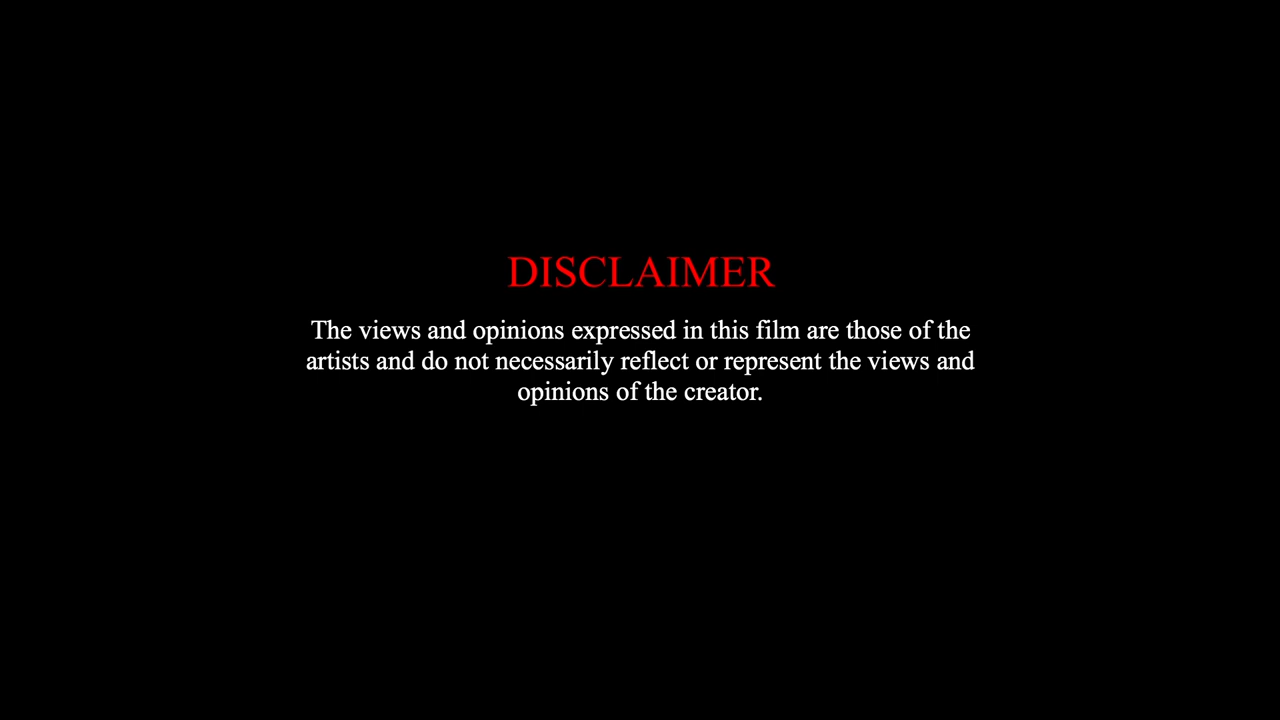 DISCLAIMER
The views and opinions expressed in this film are those of the
artists and do not necessarily reflect or represent the views and
opinions of the creator.